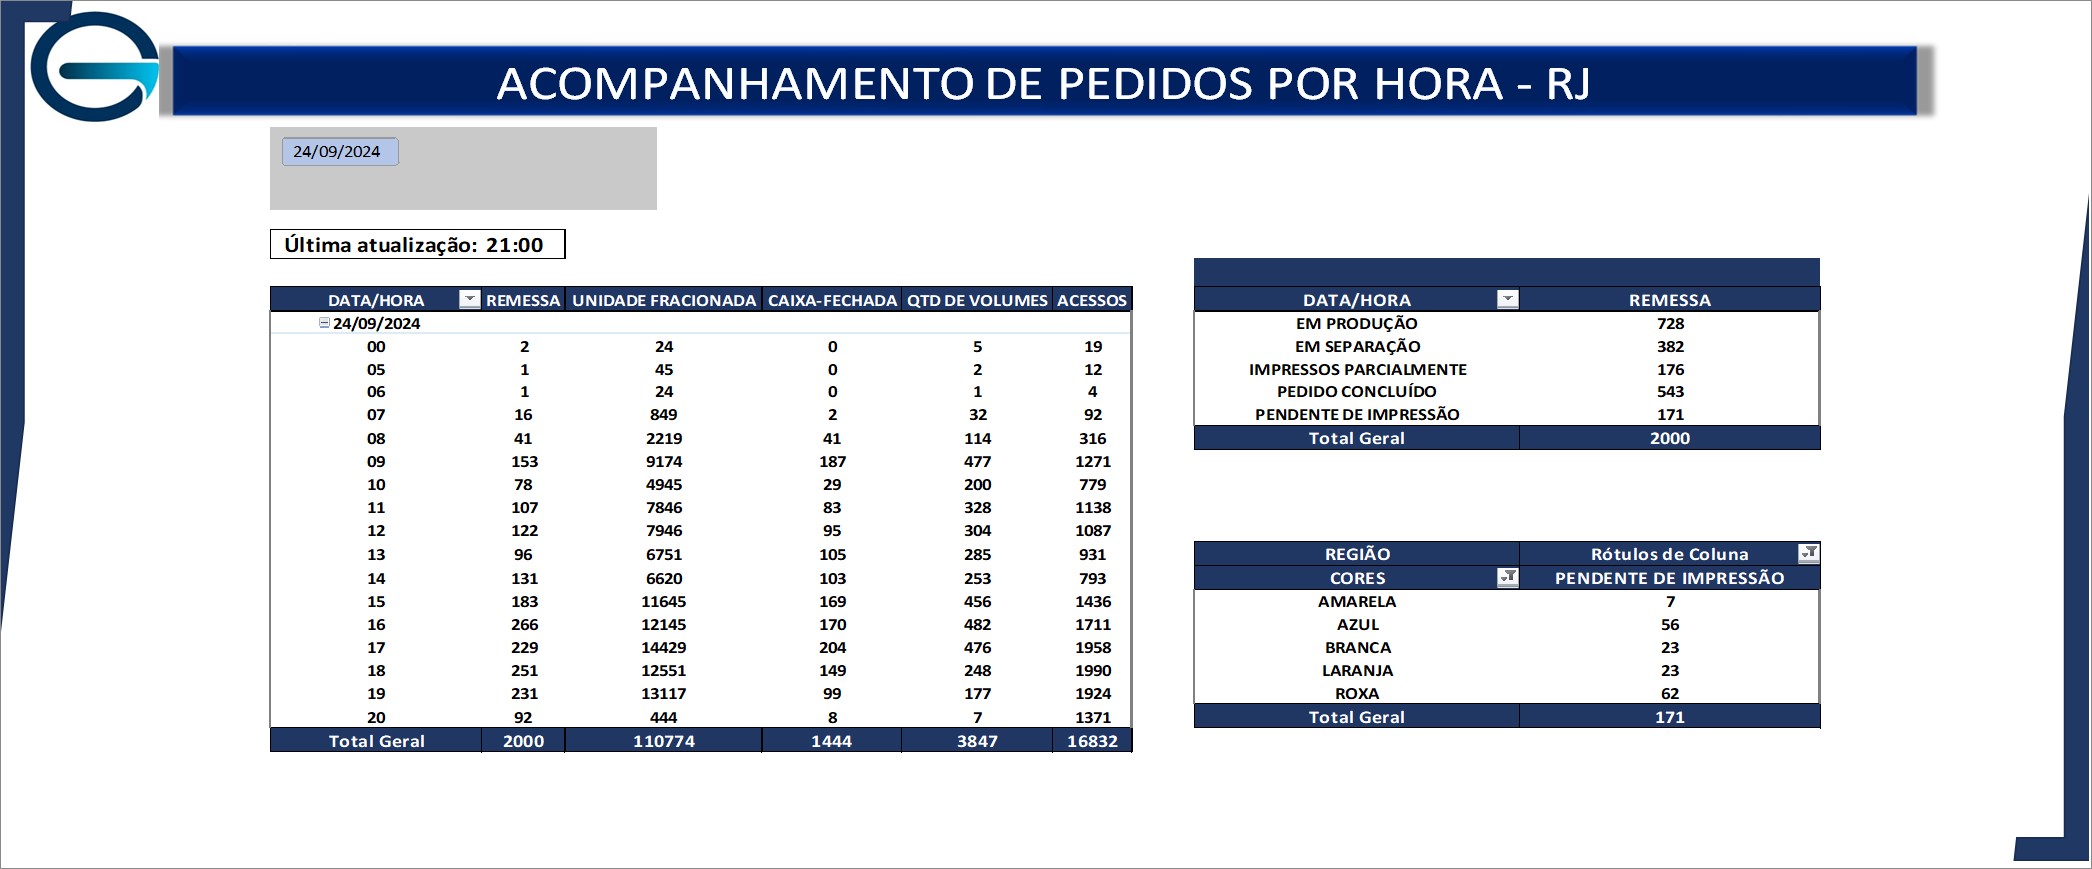 ACOMPANHAMENTO DE PEDIDOS POR HORA - RJ
24/09/2024
Última atualização: 21:00
DATA/HORA REMESSA UNIDADE FRACIONADA CAIXA-FECHADA QTD DE VOLUMES ACESSOS
24/09/2024
00 2 24 0 5 19
05 1 45 0 2 12
06 1 24 0 1 4
07 16 849 2 32 92
08 41 2219 41 114 316
09 153 9174 187 477 1271
10 78 4945 29 200 779
11 107 7846 83 328 1138
12 122 7946 95 304 1087
13 96 6751 105 285 931
14 131 6620 103 253 793
15 183 11645 169 456 1436
16 266 12145 170 482 1711
17 229 14429 204 476 1958
18 251 12551 149 248 1990
19 231 13117 99 177 1924
20 92 444 8 7 1371
Total Geral 2000 110774 1444 3847 16832
DATA/HORA REMESSA
EM PRODUÇÃO 728
EM SEPARAÇÃO 382
IMPRESSOS PARCIALMENTE 176
PEDIDO CONCLUÍDO 543
PENDENTE DE IMPRESSÃO 171
Total Geral 2000
REGIÃO Rótulos de Coluna
CORES PENDENTE DE IMPRESSÃO
AMARELA 7
AZUL 56
BRANCA 23
LARANJA 23
ROXA 62
Total Geral 171